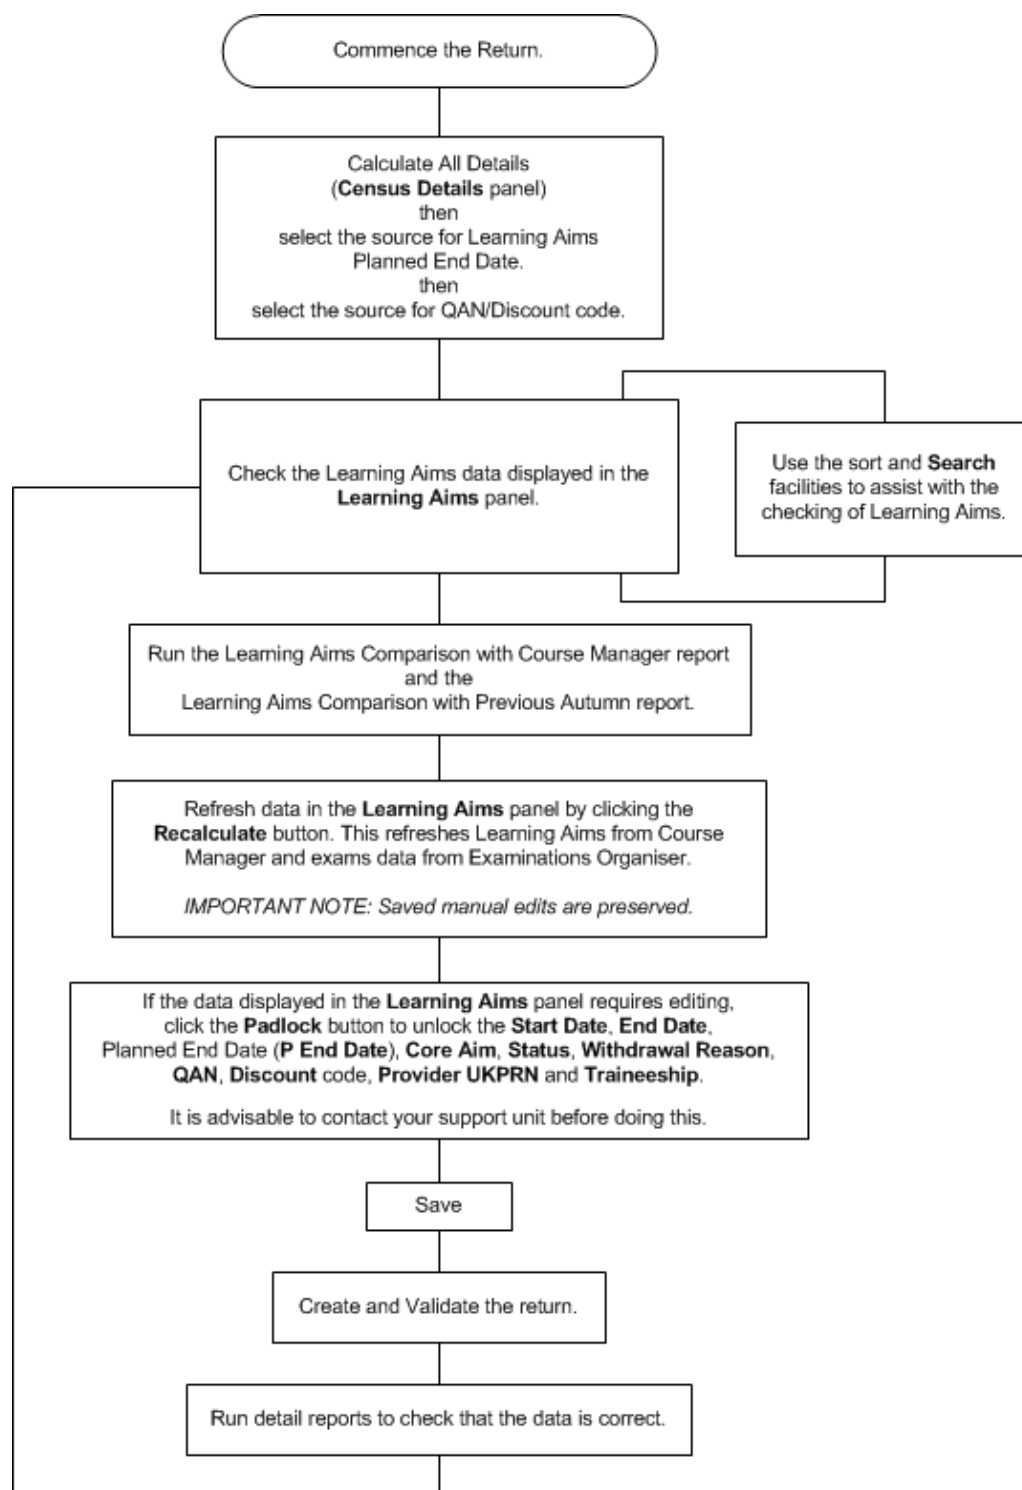 Commence the Return.
Calculate All Details
(Census Details panel)
then
select the source for Learning Aims
Planned End Date.
then
select the source for QAN/Discount code.
Check the Learning Aims data displayed in the
Learning Aims panel.
Use the sort and Search
facilities to assist with the
checking of Learning Aims.
Run the Learning Aims Comparison with Course Manager report
and the
Learning Aims Comparison with Previous Autumn report.
Refresh data in the Learning Aims panel by clicking the
Recalculate button. This refreshes Learning Aims from Course
Manager and exams data from Examinations Organiser.
IMPORTANT NOTE: Saved manual edits are preserved.
If the data displayed in the Learning Aims panel requires editing,
click the Padlock button to unlock the Start Date, End Date,
Planned End Date (P End Date), Core Aim, Status, Withdrawal Reason,
QAN, Discount code, Provider UKPRN and Traineeship.
It is advisable to contact your support unit before doing this.
Save
Create and Validate the return.
Run detail reports to check that the data is correct.